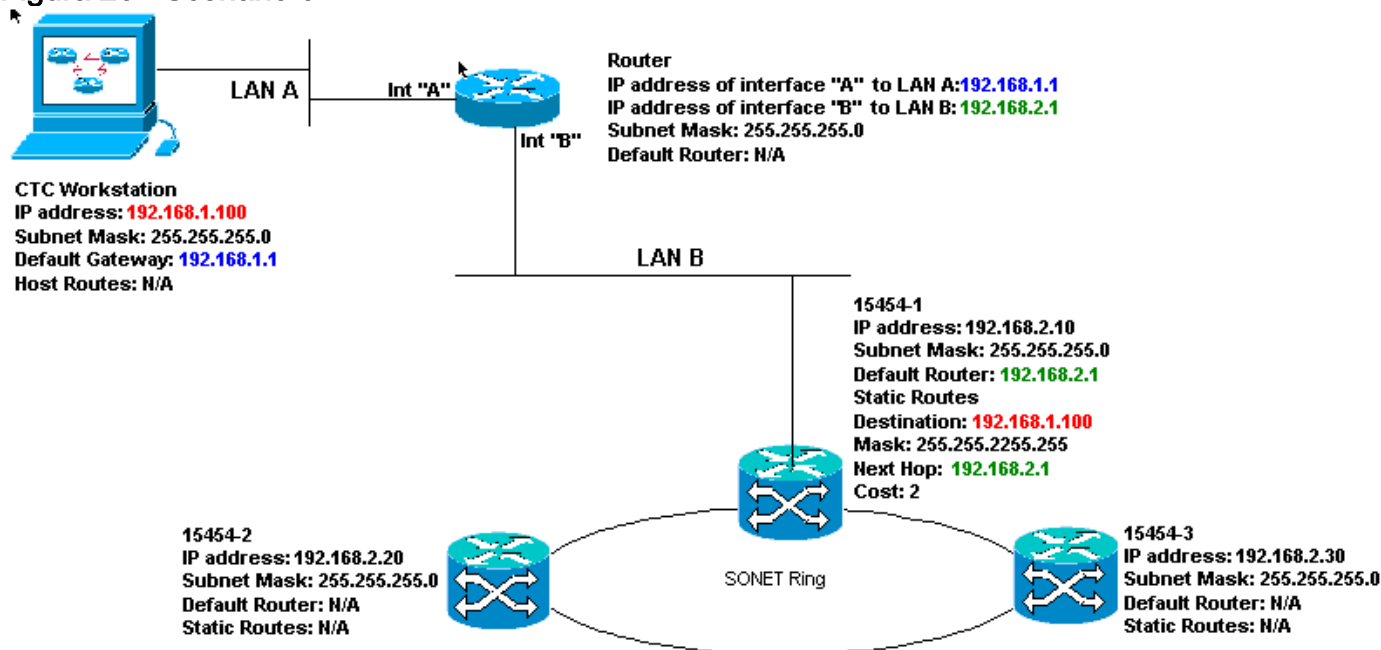 LAN A
Int "A"
Int "B"
Router
IP address of interface "A" to LAN A:192.168.1.1
IP address of interface "B" to LAN B: 192.168.2.1
Subnet Mask: 255.255.255.0
Default Router: N/A
CTC Workstation
IP address: 192.168.1.100
Subnet Mask: 255.255.255.0
Default Gateway: 192.168.1.1
Host Routes: N/A
LAN B
15454-1
IP address: 192.168.2.10
Subnet Mask: 255.255.255.0
Default Router: 192.168.2.1
Static Routes
Destination: 192.168.1.100
Mask: 255.255.2255.255
Next Hop: 192.168.2.1
Cost: 2
15454-2
IP address: 192.168.2.20
Subnet Mask: 255.255.255.0
Default Router: N/A
Static Routes: N/A
SONET Ring
15454-3
IP address: 192.168.2.30
Subnet Mask: 255.255.255.0
Default Router: N/A
Static Routes: N/A